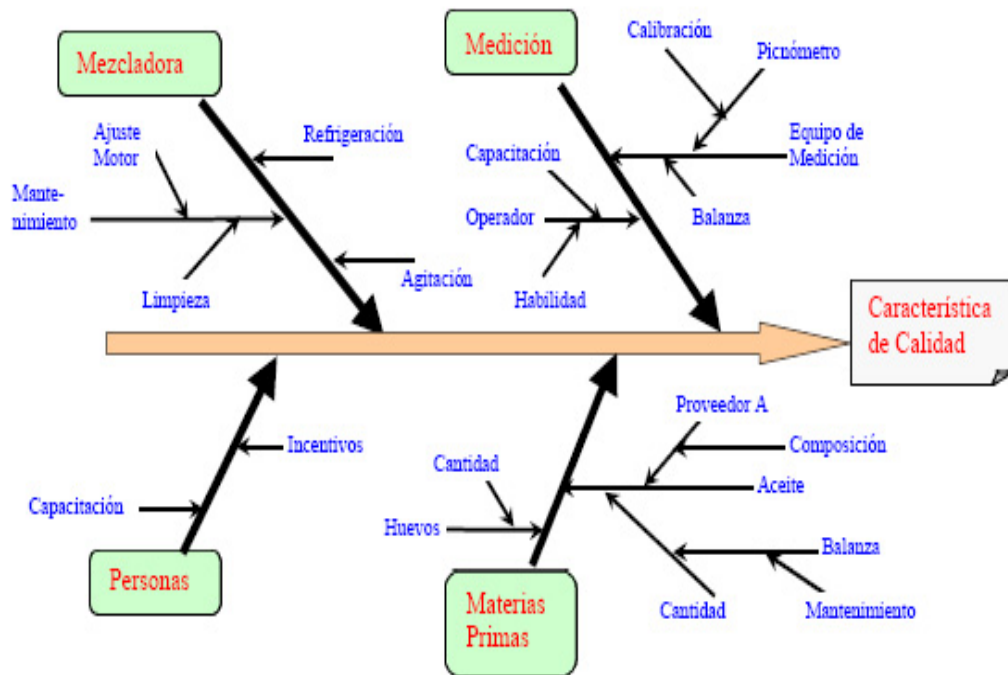 Mezcladora
Medición
Calibración
Picnómetro
Ajuste
Motor
Refrigeración
Capacitación
Equipo de
Medición
Mante-
nimiento
Operador
Balanza
Limpieza
Agitación
Habilidad
Característica
de Calidad
Proveedor A
Incentivos
Cantidad
Composición
Capacitación
Huevos
Aceite
Balanza
Personas
Materias
Primas
Cantidad
Mantenimiento